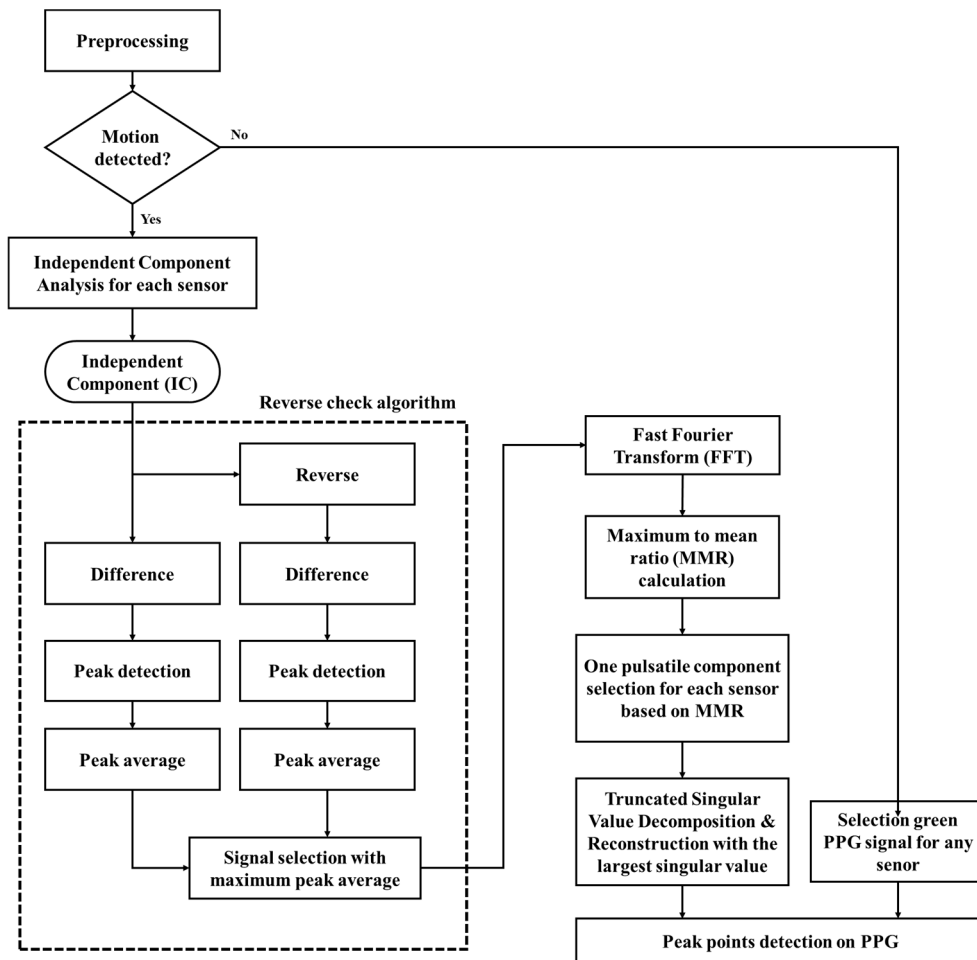 Preprocessing
Motion
detected?
No
Yes
Independent Component
Analysis for each sensor
Independent
Component (IC)
Reverse check algorithm
Reverse
Difference
Difference
Peak detection
Peak detection
Peak average
Peak average
Signal selection with
maximum peak average
Fast Fourier
Transform (FFT)
Maximum to mean
ratio (MMR)
calculation
One pulsatile component
selection for each sensor
based on MMR
Truncated Singular
Value Decomposition &
Reconstruction with the
largest singular value
Selection green
PPG signal for any
senor
Peak points detection on PPG